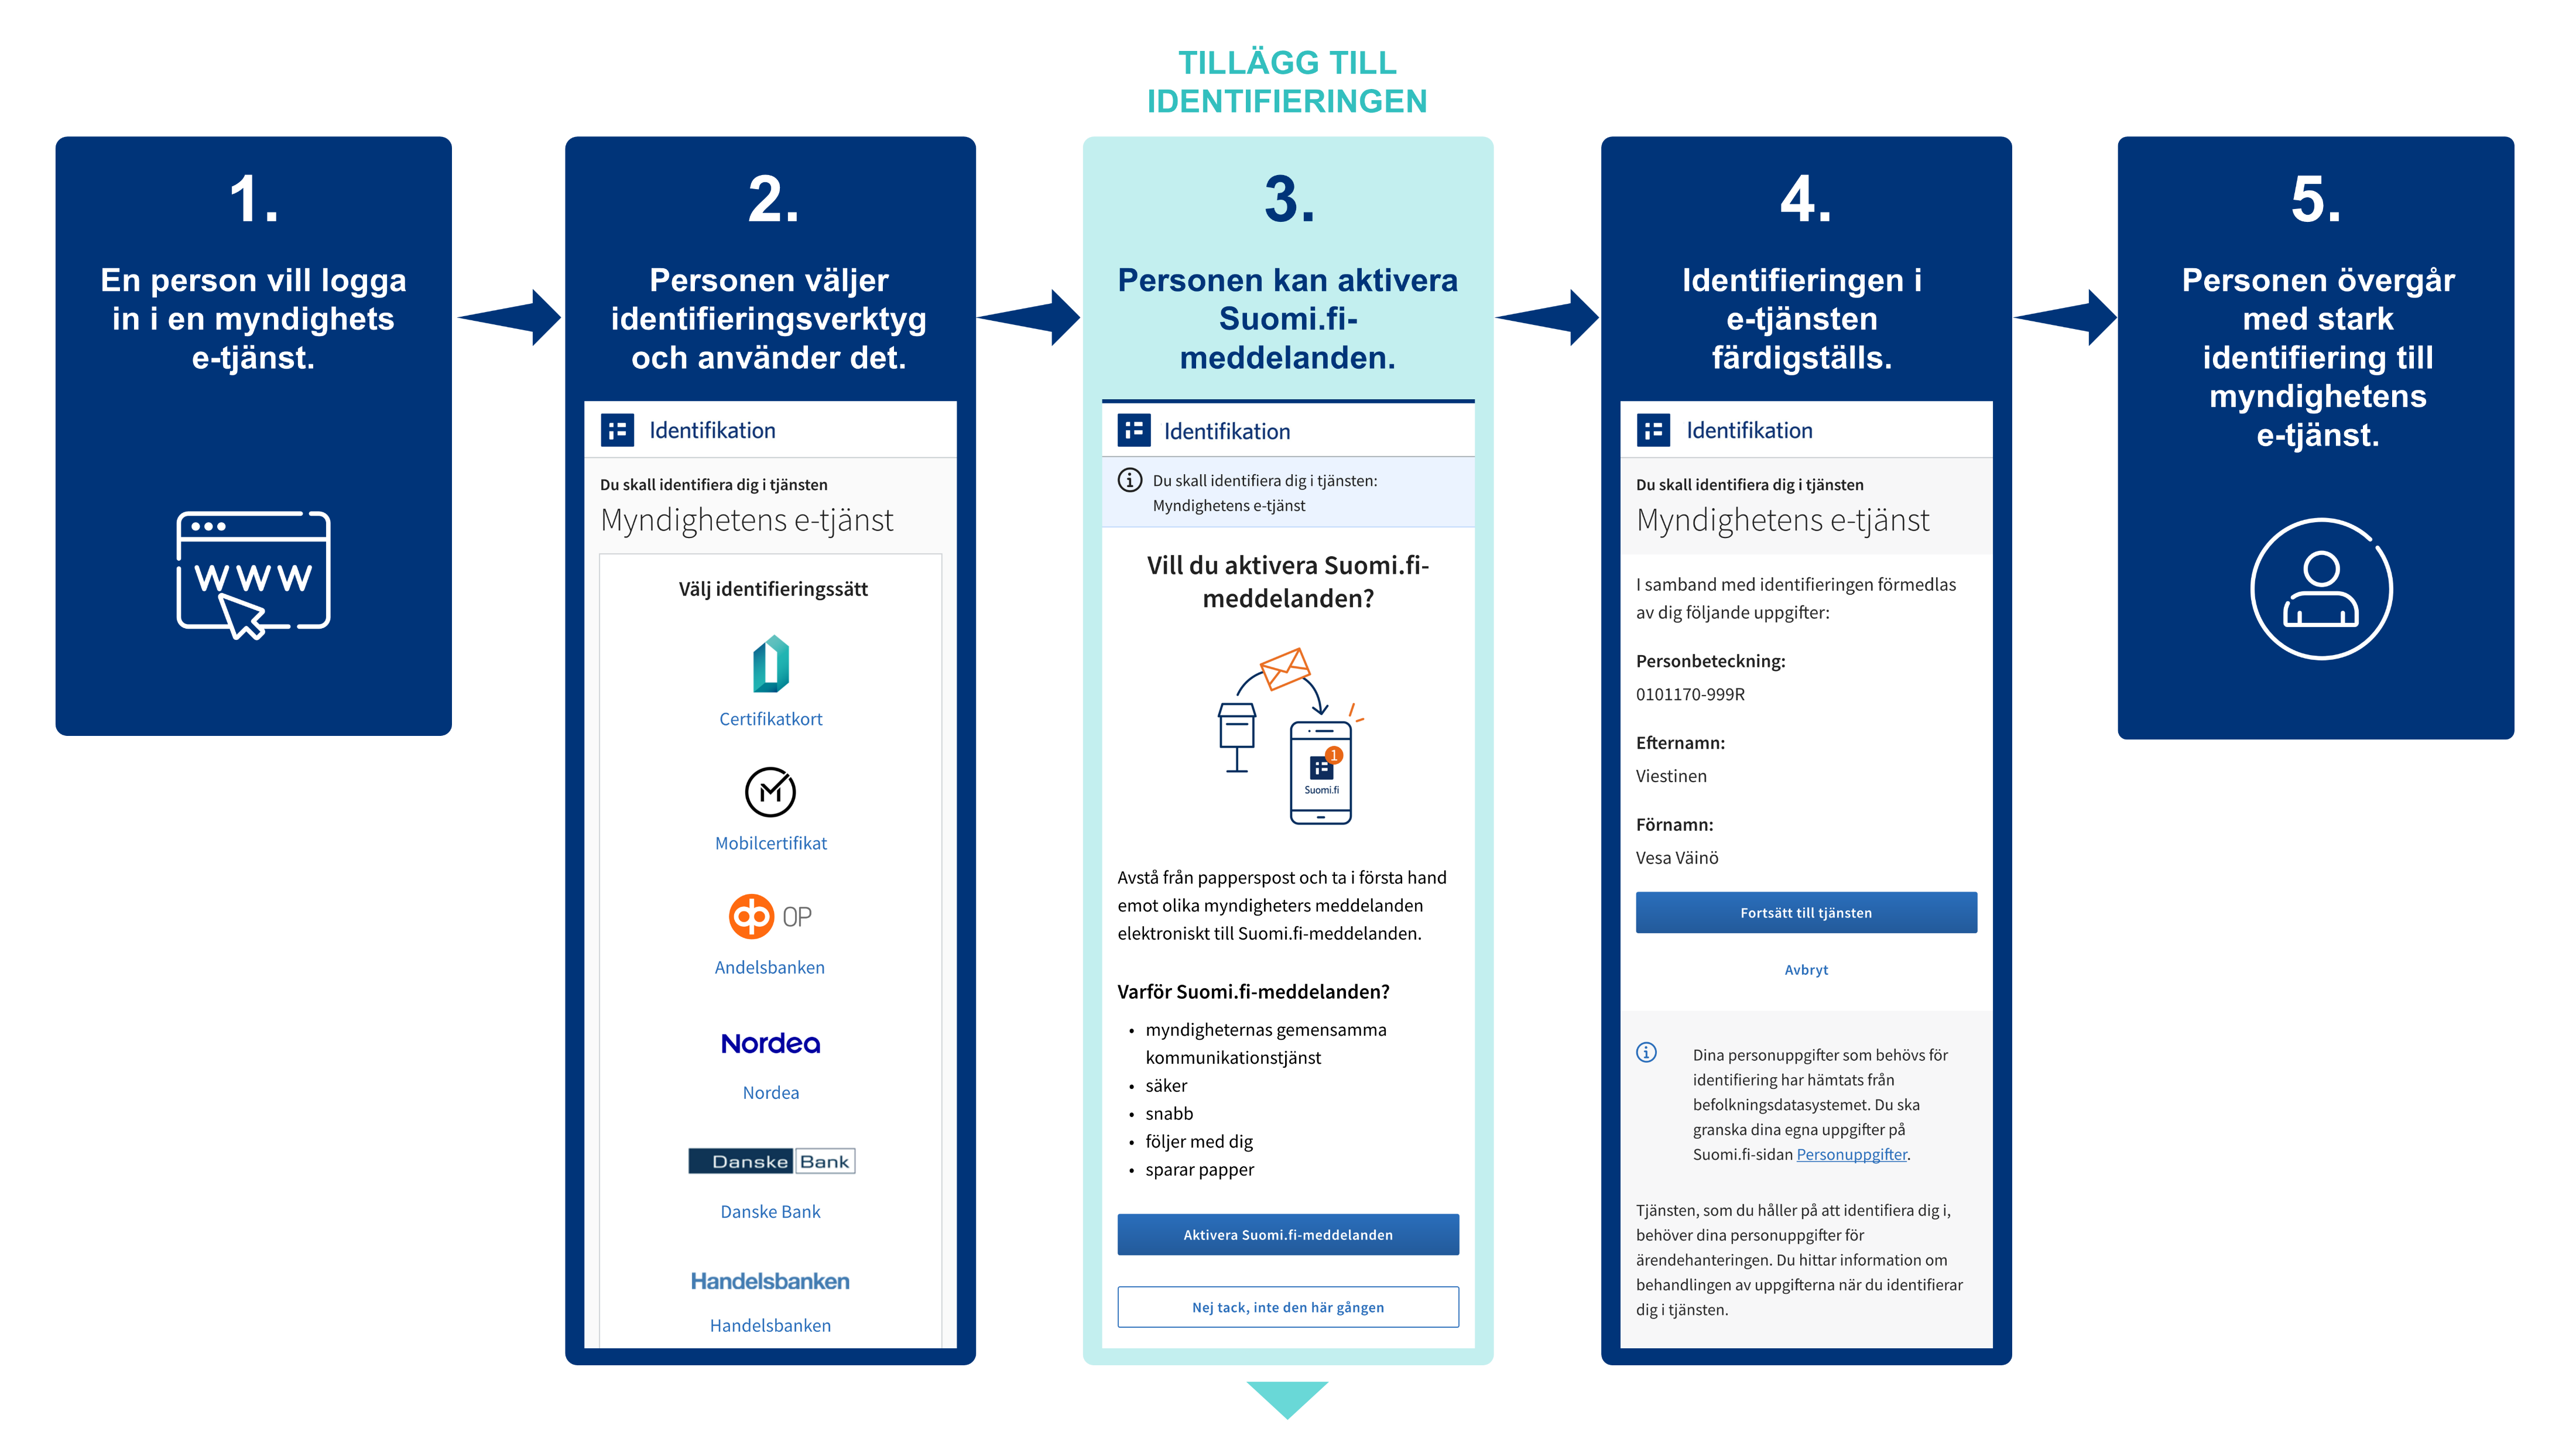 TILLÄGG TILL
IDENTIFIERINGEN
1.
En person vill logga
in i en myndighets
e-tjänst.
WWW
2.
Personen väljer
identifieringsverktyg
och använder det.
Identifikation
Du skall identifiera dig i tjänsten
Myndighetens e-tjänst
Välj identifieringssätt
Certifikatkort
M
Mobilcertifikat
OP
Andelsbanken
Nordea
Nordea
Danske Bank
Danske Bank
Handelsbanken
Handelsbanken
3.
Personen kan aktivera
Suomi.fi-
meddelanden.
Identifikation
Du skall identifiera dig i tjänsten:
Myndighetens e-tjänst
Vill du aktivera Suomi.fi-
meddelanden?
1
Suomi.fi
Avstå från papperspost och ta i första hand
emot olika myndigheters meddelanden
elektroniskt till Suomi.fi-meddelanden.
Varför Suomi.fi-meddelanden?
• myndigheternas gemensamma
kommunikationstjänst
• säker
• snabb
• följer med dig
• sparar papper
Aktivera Suomi.fi-meddelanden
Nej tack, inte den här gången
4.
Identifieringen i
e-tjänsten
färdigställs.
Identifikation
Du skall identifiera dig i tjänsten
Myndighetens e-tjänst
I samband med identifieringen förmedlas
av dig följande uppgifter:
Personbeteckning:
0101170-999R
Efternamn:
Viestinen
Förnamn:
Vesa Väinö
Fortsätt till tjänsten
Avbryt
Dina personuppgifter som behövs för
identifiering har hämtats från
befolkningsdatasystemet. Du ska
granska dina egna uppgifter på
Suomi.fi-sidan Personuppgifter.
Tjänsten, som du håller på att identifiera dig i,
behöver dina personuppgifter för
ärendehanteringen. Du hittar information om
behandlingen av uppgifterna när du identifierar
dig i tjänsten.
5.
Personen övergår
med stark
identifiering till
myndighetens
e-tjänst.